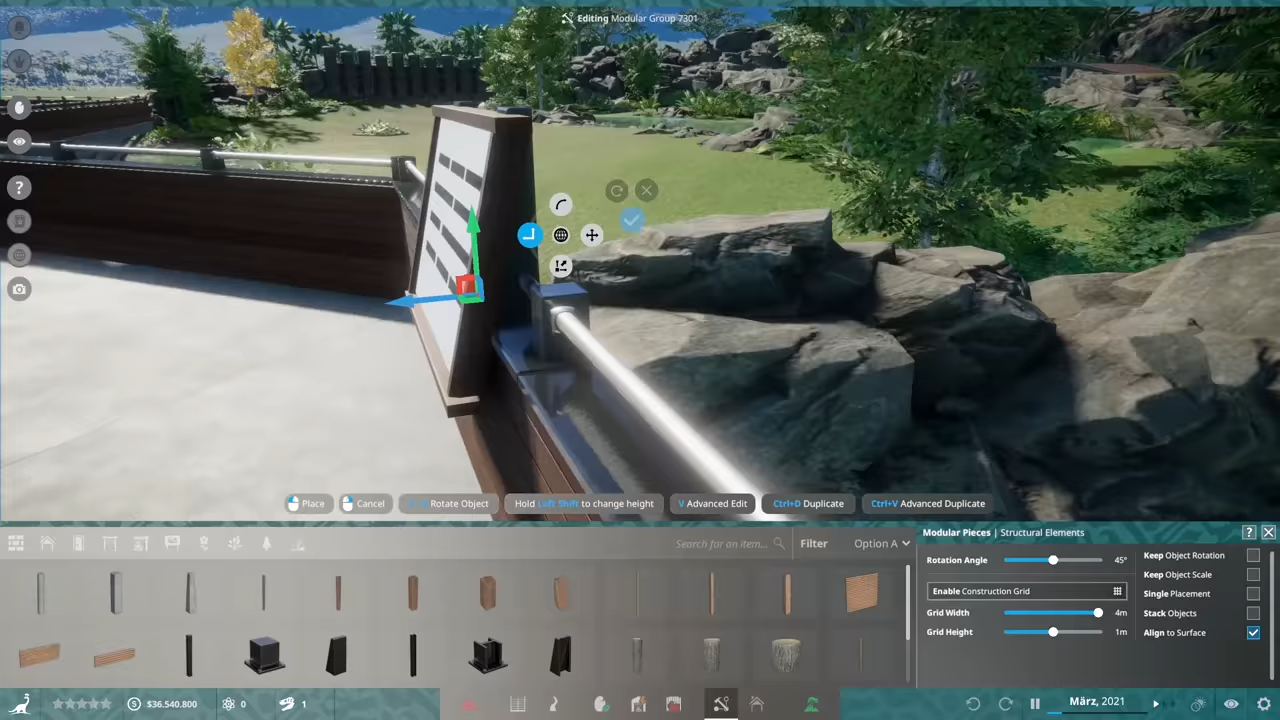 Editing Modular Group 7301
Place
Cancel
Rotate Object
Hold Left Shift to change height
V Advanced Edit
Ctrl+D Duplicate
Ctrl+V Advanced Duplicate
Search for an item...
Filter
Option A
Modular Pieces | Structural Elements
?
Rotation Angle
45°
Enable Construction Grid
Grid Width
4m
Grid Height
1m
Keep Object Rotation
Keep Object Scale
Single Placement
Stack Objects
Align to Surface
$36.540.800
0
1
März, 2021